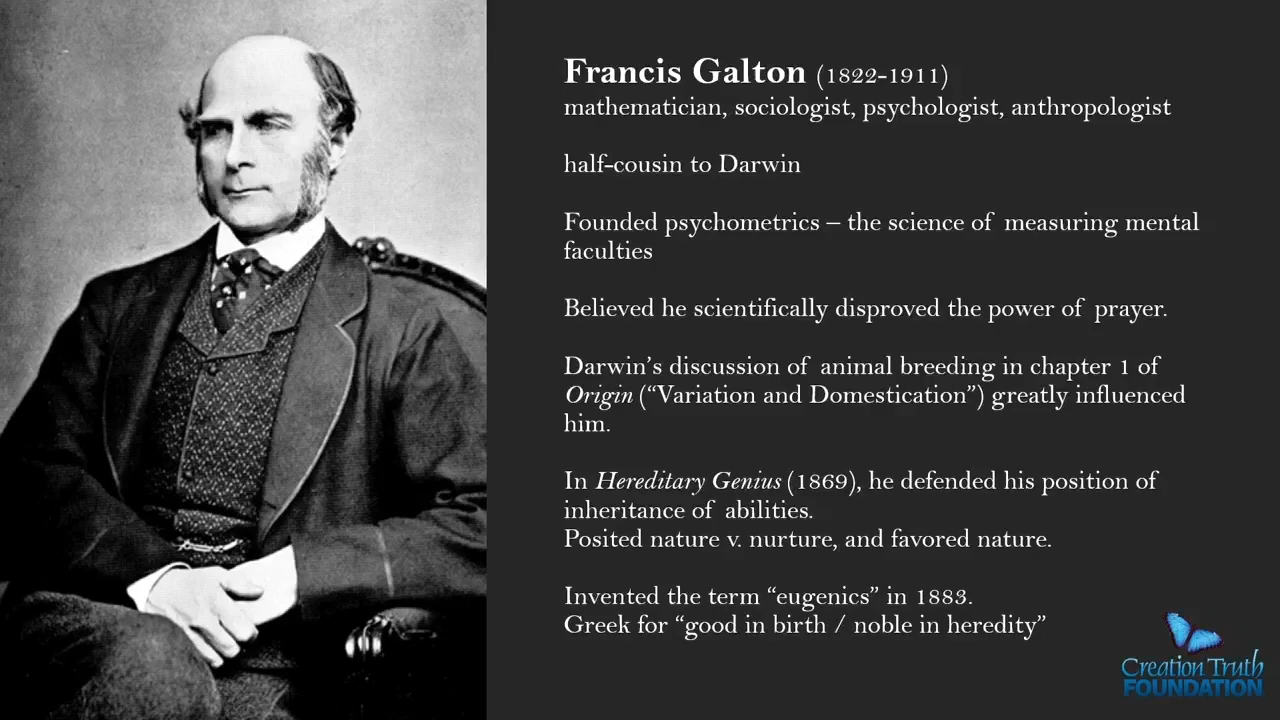 Francis Galton (1822-1911)
mathematician, sociologist, psychologist, anthropologist
half-cousin to Darwin
Founded psychometrics – the science of measuring mental
faculties
Believed he scientifically disproved the power of prayer.
Darwin's discussion of animal breeding in chapter 1 of
Origin (“Variation and Domestication”) greatly influenced
him.
In Hereditary Genius (1869), he defended his position of
inheritance of abilities.
Posited nature v. nurture, and favored nature.
Invented the term “eugenics” in 1883.
Greek for “good in birth / noble in heredity”
Creation Truth
FOUNDATION